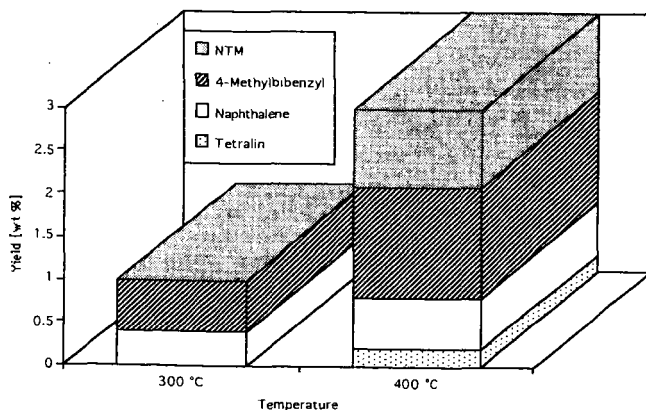 NTM
4-Methylbibenzyl
Naphthalene
Tetralin
3
2.5
2
1.5
1
0.5
0
Yield [wt %]
300 °C
400 °C
Temperature